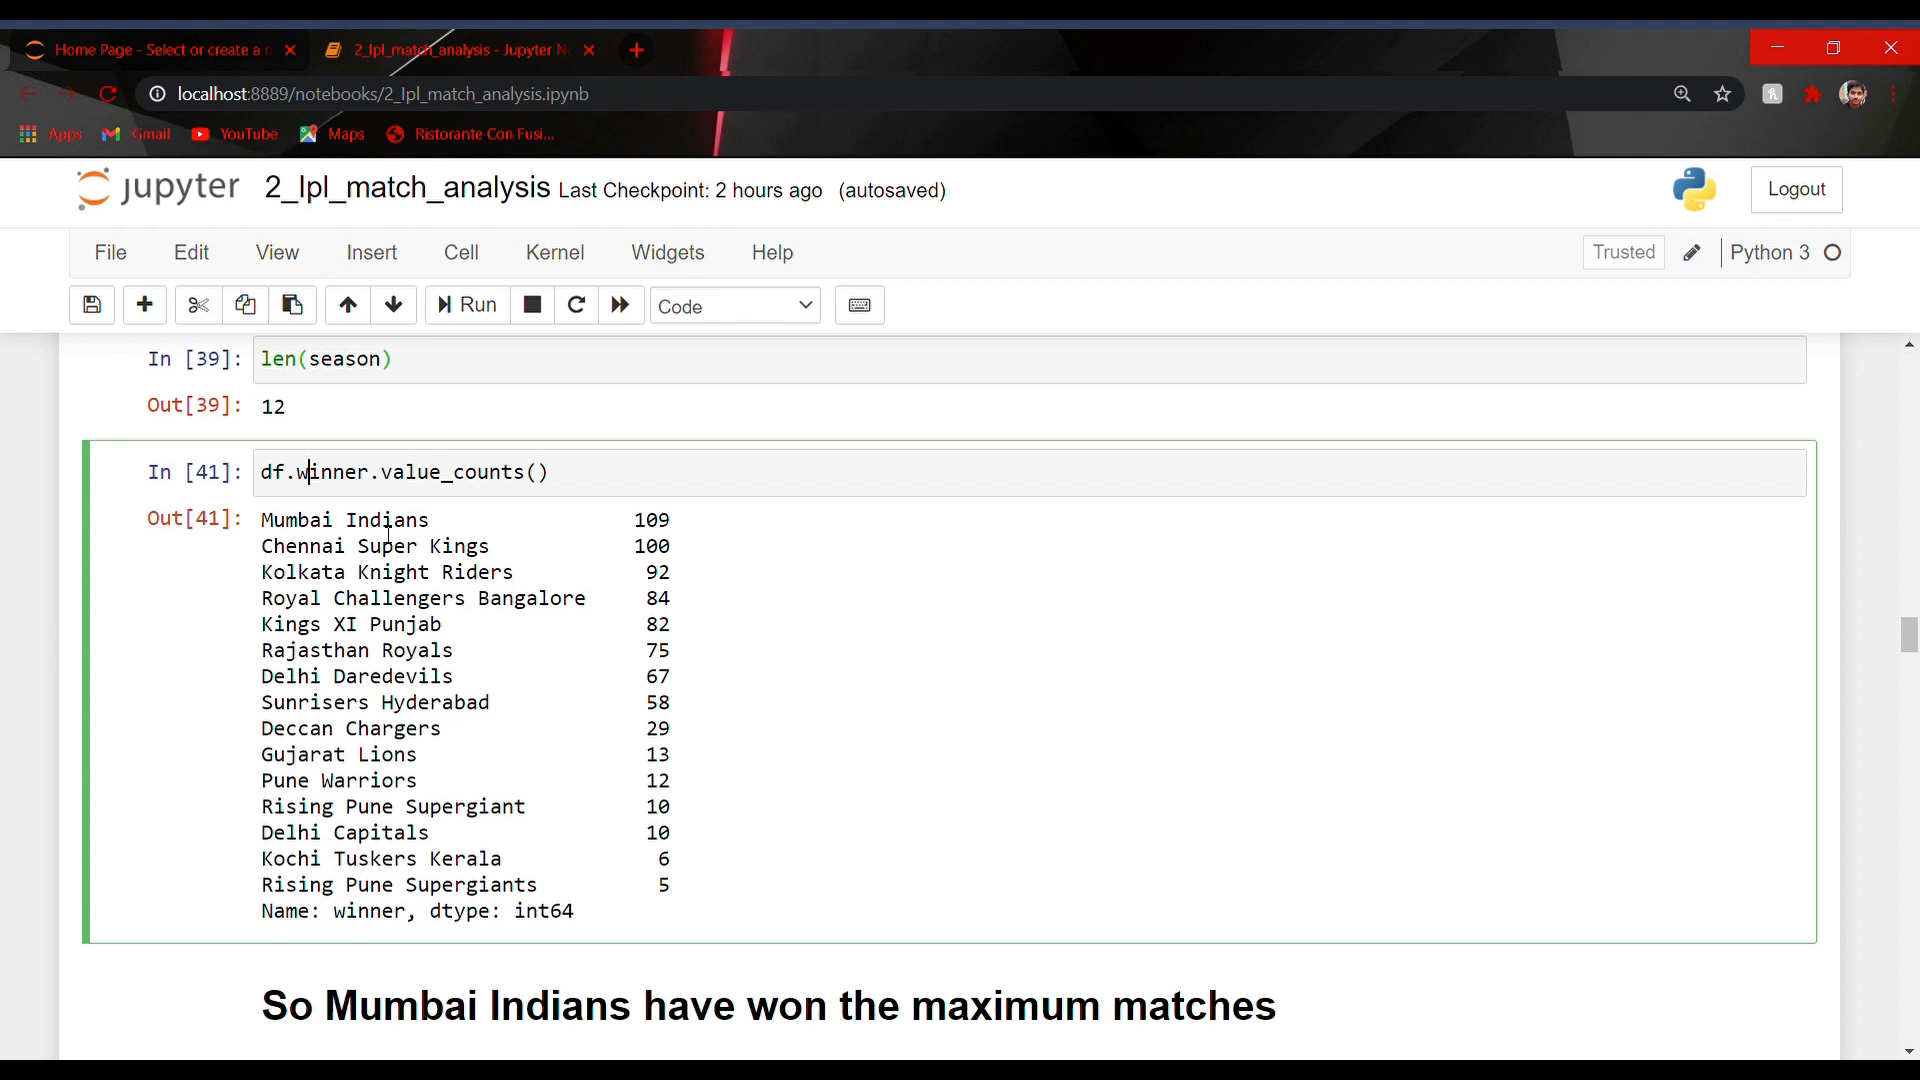 Home Page - Select or create a n
2_Ipl_match_analysis - Jupyter N
localhost:8889/notebooks/2_Ipl_match_analysis.ipynb
Apps Gmail YouTube Maps Ristorante Con Fusi...
jupyter 2_Ipl_match_analysis Last Checkpoint: 2 hours ago (autosaved) Logout
File Edit View Insert Cell Kernel Widgets Help Trusted Python 3
Run Code
In [39]: len(season)
Out[39]: 12
In [41]: df.winner.value_counts()
Out[41]: Mumbai Indians 109
Chennai Super Kings 100
Kolkata Knight Riders 92
Royal Challengers Bangalore 84
Kings XI Punjab 82
Rajasthan Royals 75
Delhi Daredevils 67
Sunrisers Hyderabad 58
Deccan Chargers 29
Gujarat Lions 13
Pune Warriors 12
Rising Pune Supergiant 10
Delhi Capitals 10
Kochi Tuskers Kerala 6
Rising Pune Supergiants 5
Name: winner, dtype: int64
So Mumbai Indians have won the maximum matches